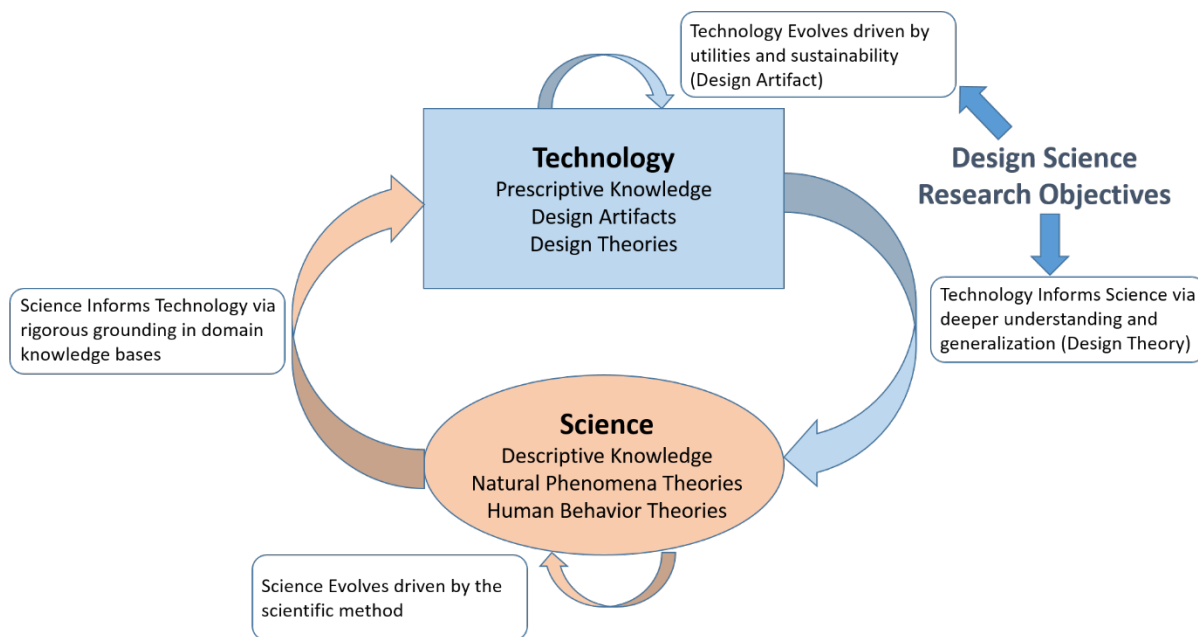 Technology Evolves driven by
utilities and sustainability
(Design Artifact)
Technology
Prescriptive Knowledge
Design Artifacts
Design Theories
Design Science
Research Objectives
Science Informs Technology via
rigorous grounding in domain
knowledge bases
Technology Informs Science via
deeper understanding and
generalization (Design Theory)
Science
Descriptive Knowledge
Natural Phenomena Theories
Human Behavior Theories
Science Evolves driven by the
scientific method